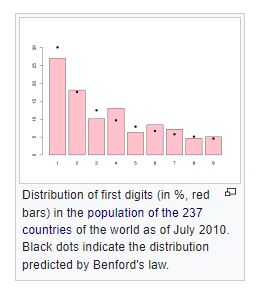 30
25
20
15
10
5
0
1 2 3 4 5 6 7 8 9
Distribution of first digits (in %, red
bars) in the population of the 237
countries of the world as of July 2010.
Black dots indicate the distribution
predicted by Benford's law.